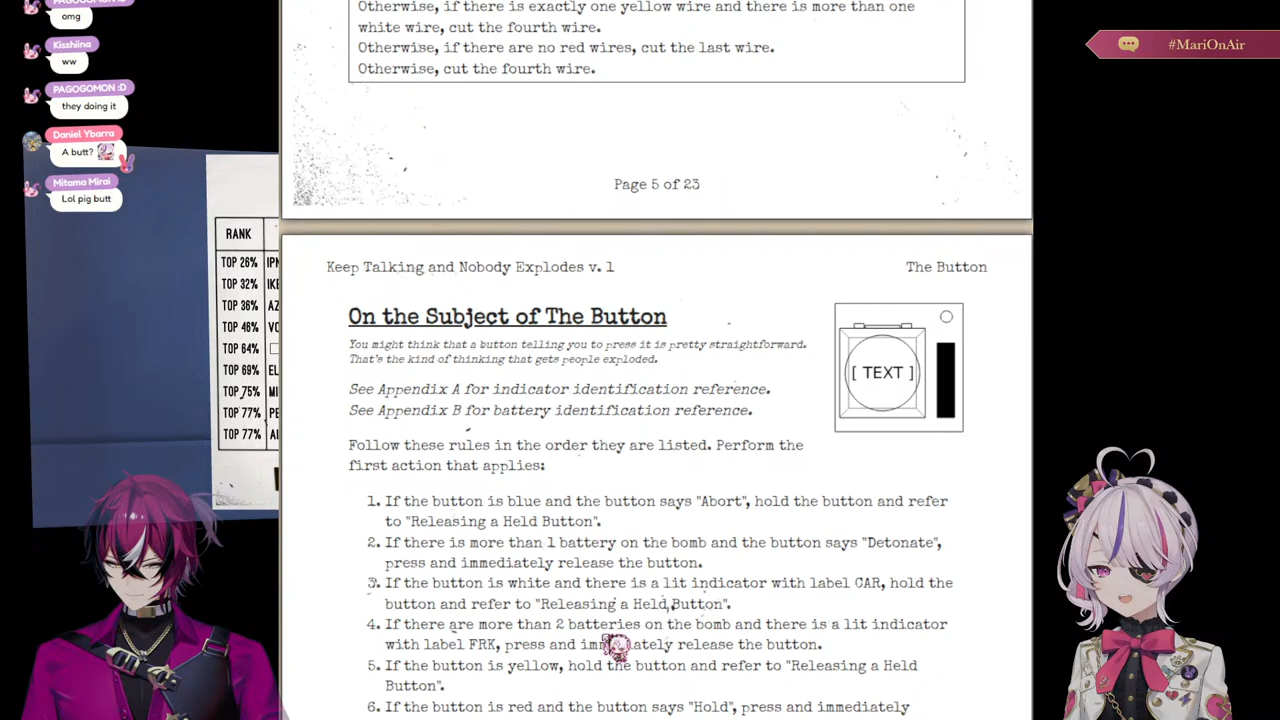 PAGOGOMON :D
omg
Kisshiina
ww
PAGOGOMON :D
they doing it
Daniel Ybarra
A butt?
Mitama Mirai
Lol pig butt
#MariOnAir
RANK
TOP 26%
TOP 32% IKE
TOP 36% AZ
TOP 46% VO
TOP 64%
TOP 69% EL
TOP 75% MI
TOP 77% PE
TOP 77%
Otherwise, if there is exactly one yellow wire and there is more than one
white wire, cut the fourth wire.
Otherwise, if there are no red wires, cut the last wire.
Otherwise, cut the fourth wire.
Page 5 of 23
Keep Talking and Nobody Explodes v. 1
The Button
On the Subject of The Button
You might think that a button telling you to press it is pretty straightforward.
That's the kind of thinking that gets people exploded.
See Appendix A for indicator identification reference.
See Appendix B for battery identification reference.
[ TEXT ]
Follow these rules in the order they are listed. Perform the
first action that applies:
1. If the button is blue and the button says "Abort", hold the button and refer
to "Releasing a Held Button".
2. If there is more than 1 battery on the bomb and the button says "Detonate",
press and immediately release the button.
3. If the button is white and there is a lit indicator with label CAR, hold the
button and refer to "Releasing a Held Button".
4. If there are more than 2 batteries on the bomb and there is a lit indicator
with label FRK, press and immediately release the button.
5. If the button is yellow, hold the button and refer to "Releasing a Held
Button".
6. If the button is red and the button says "Hold", press and immediately